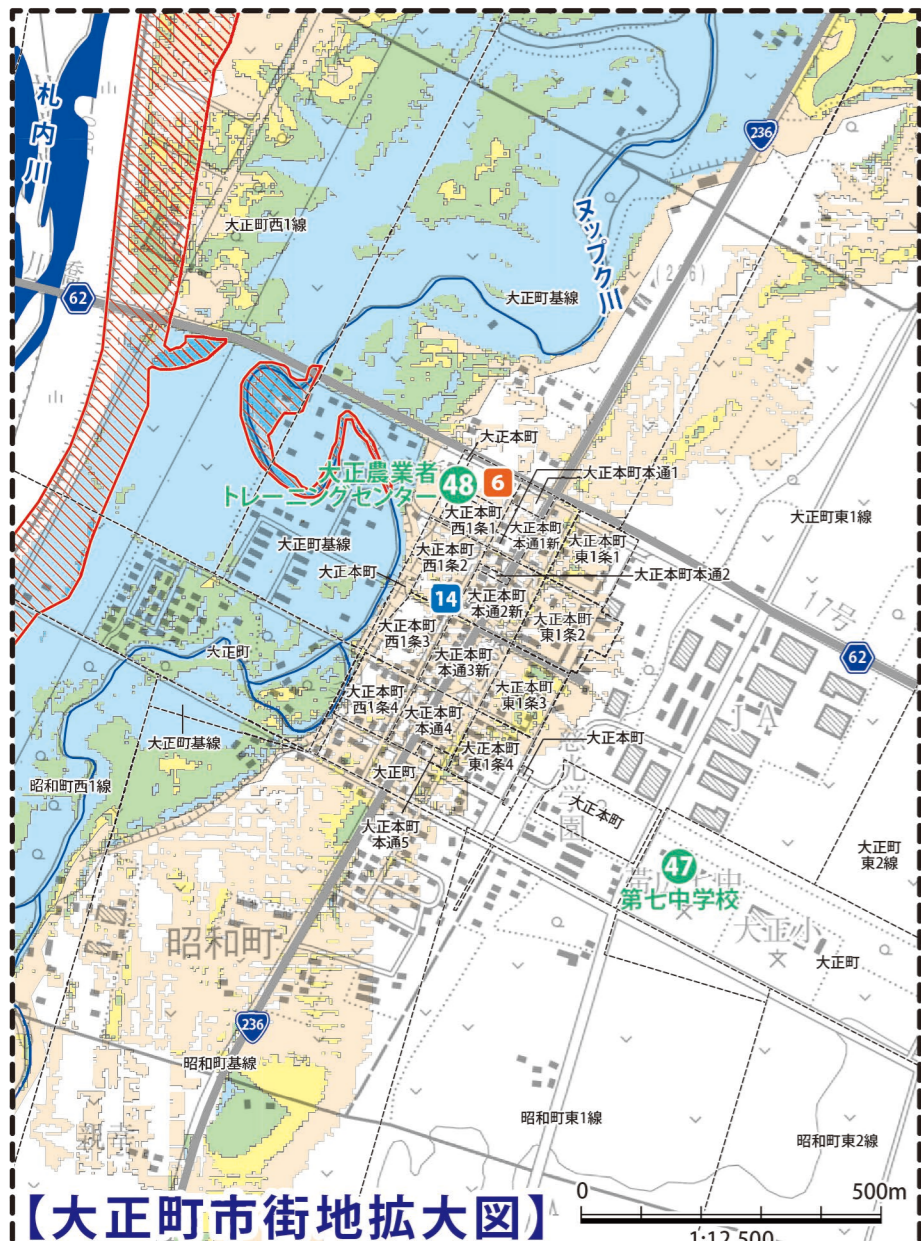 札内川
236
大正町西1線
ヌップク川
(236)
62
大正町基線
大正本町
大正農業者
トレーニングセンター
48
6
大正本町本通1
大正本町
西1条1
大正本町
本通1新
大正本町
東1条1
大正町東1線
大正町基線
大正本町
西1条2
大正本町本通2
大正本町
14
大正本町
本通2新
大正本町
東1条2
17号
大正本町
西1条3
大正本町
本通3新
62
大正町
大正本町
東1条3
大正本町
西1条4
大正本町
本通4
JA
大正町基線
大正本町
東1条4
大正本町
昭和町西1線
大正町
大正本町
本通5
大正本町
大正町
東2線
47
第七中学校
昭和町
大正小
大正町
236
昭和町基線
昭和町東1線
昭和町東2線
【大正町市街地拡大図】
0
500m
1:12,500